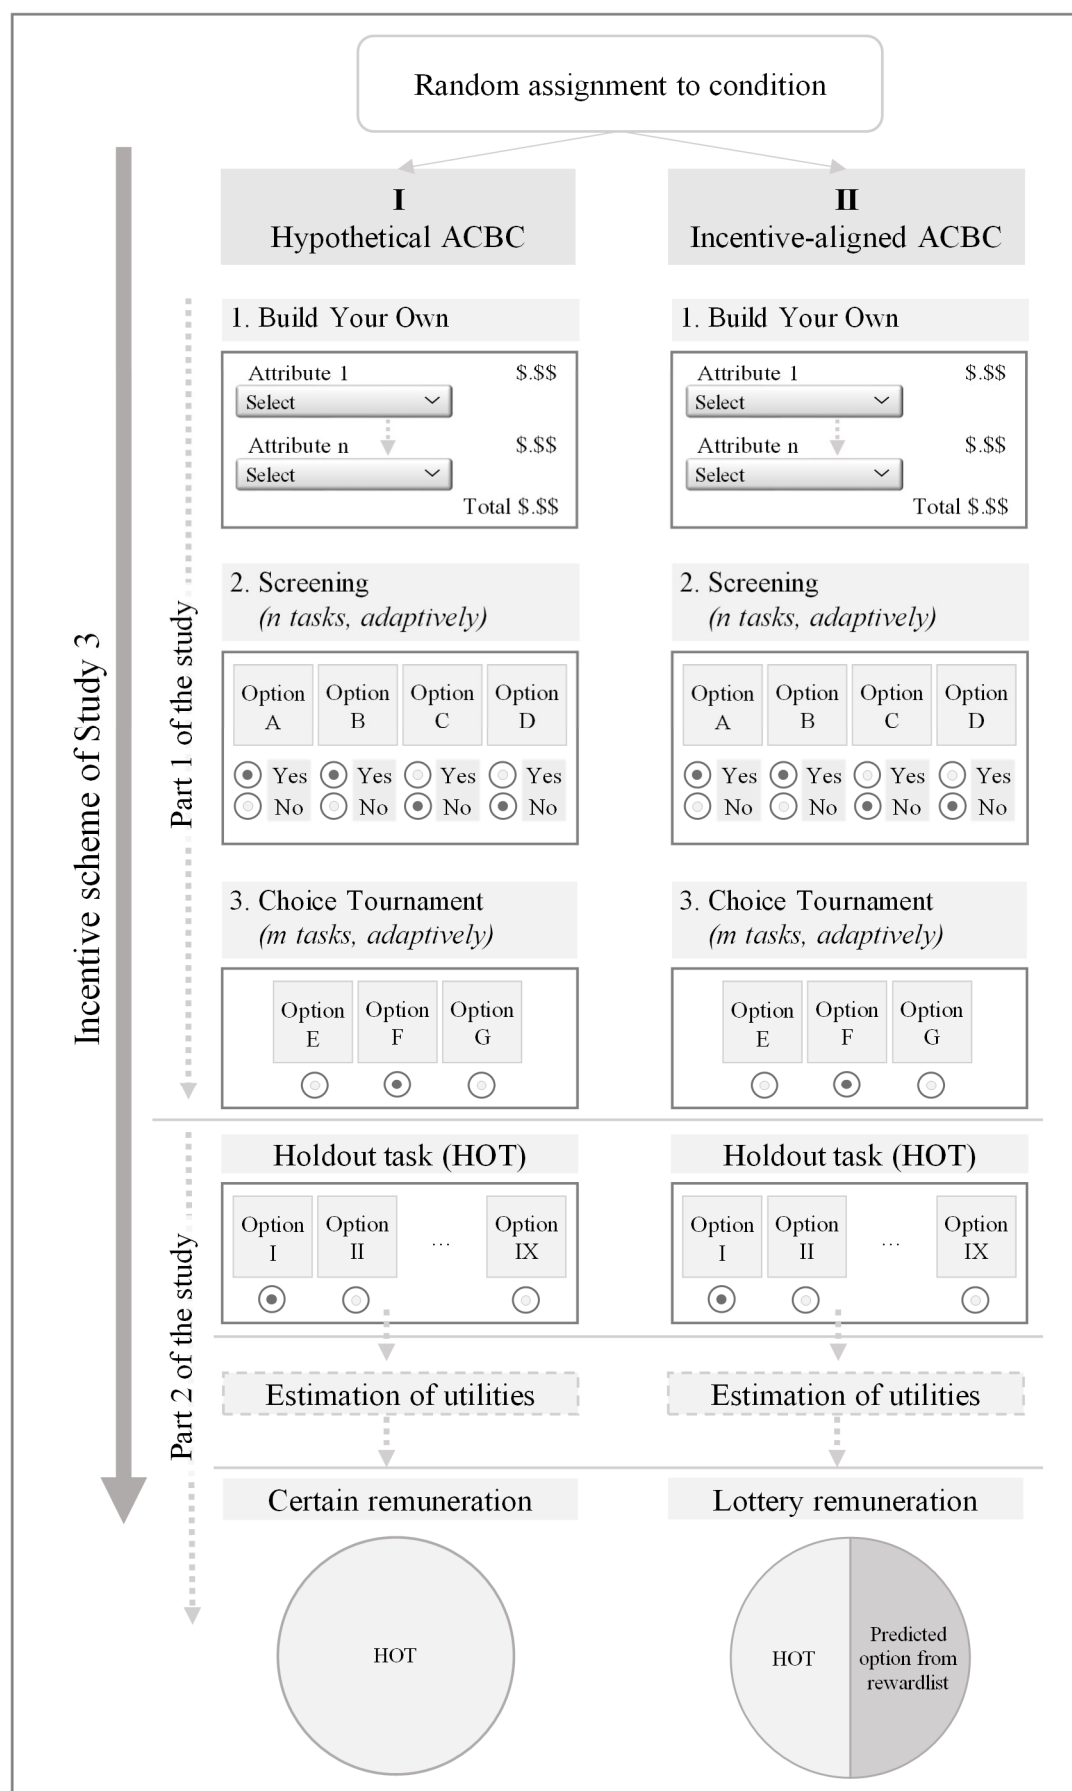 Random assignment to condition
I
Hypothetical ACBC
II
Incentive-aligned ACBC
Incentive scheme of Study 3
Part 1 of the study
1. Build Your Own
Attribute 1 $.$$
Select
Attribute n $.$$
Select
Total $.$$
1. Build Your Own
Attribute 1 $.$$
Select
Attribute n $.$$
Select
Total $.$$
2. Screening
(n tasks, adaptively)
Option A
Option B
Option C
Option D
Yes Yes Yes Yes
No No No No
2. Screening
(n tasks, adaptively)
Option A
Option B
Option C
Option D
Yes Yes Yes Yes
No No No No
3. Choice Tournament
(m tasks, adaptively)
Option E
Option F
Option G
3. Choice Tournament
(m tasks, adaptively)
Option E
Option F
Option G
Part 2 of the study
Holdout task (HOT)
Option I
Option II
...
Option IX
Holdout task (HOT)
Option I
Option II
...
Option IX
Estimation of utilities
Estimation of utilities
Certain remuneration
HOT
Lottery remuneration
HOT
Predicted
option from
rewardlist